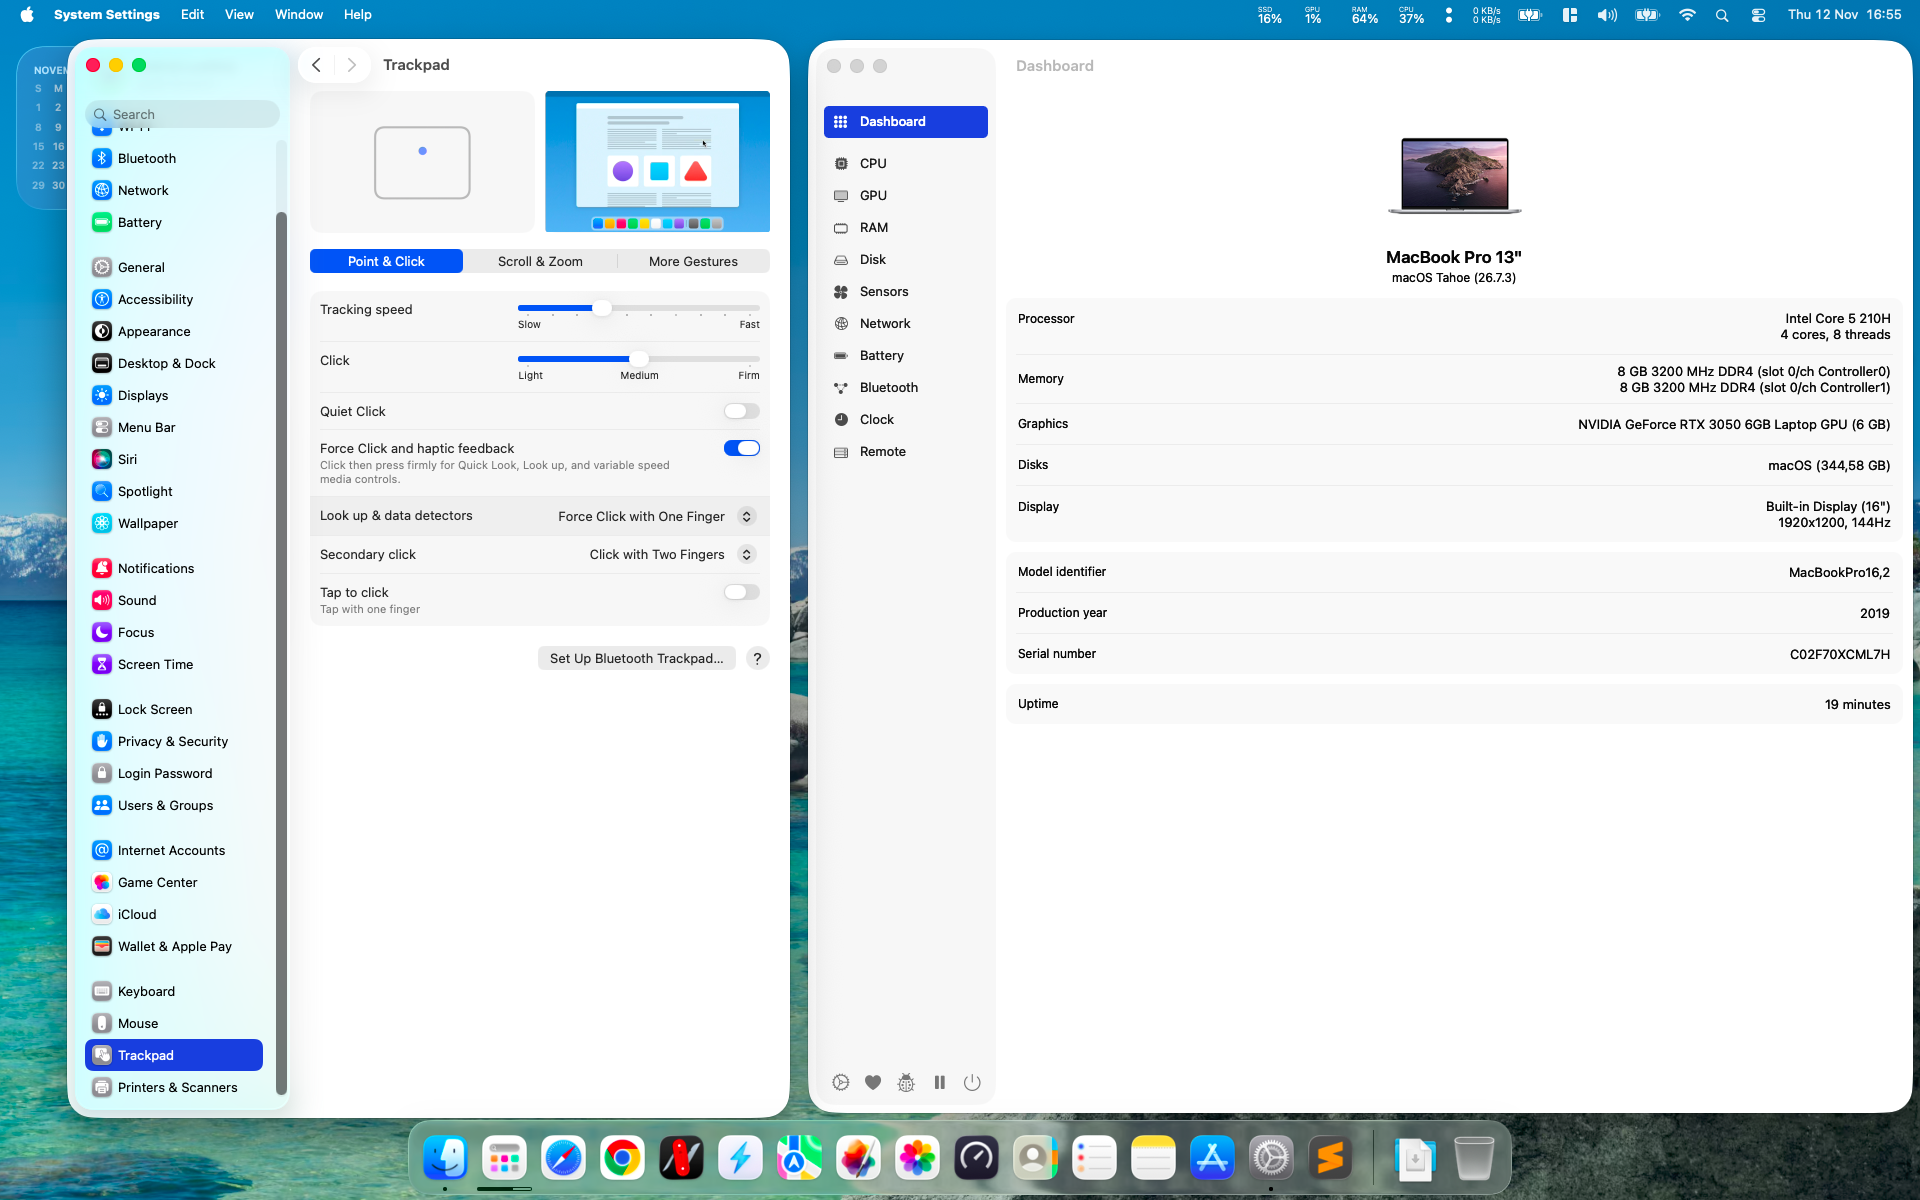 System Settings Edit View Window Help
SSD 16% GPU 1% RAM 64% CPU 37% 0 KB/s 0 KB/s Thu 12 Nov 16:55
S M
1 2
8 9
15 16
22 23
29 30
Search
Bluetooth
Network
Battery
General
Accessibility
Appearance
Desktop & Dock
Displays
Menu Bar
Siri
Spotlight
Wallpaper
Notifications
Sound
Focus
Screen Time
Lock Screen
Privacy & Security
Login Password
Users & Groups
Internet Accounts
Game Center
iCloud
Wallet & Apple Pay
Keyboard
Mouse
Trackpad
Printers & Scanners
Trackpad
Point & Click Scroll & Zoom More Gestures
Tracking speed
Slow Fast
Click
Light Medium Firm
Quiet Click
Force Click and haptic feedback
Click then press firmly for Quick Look, Look up, and variable speed
media controls.
Look up & data detectors Force Click with One Finger
Secondary click Click with Two Fingers
Tap to click
Tap with one finger
Set Up Bluetooth Trackpad... ?
Dashboard
CPU
GPU
RAM
Disk
Sensors
Network
Battery
Bluetooth
Clock
Remote
Dashboard
MacBook Pro 13"
macOS Tahoe (26.7.3)
Processor Intel Core 5 210H
4 cores, 8 threads
Memory 8 GB 3200 MHz DDR4 (slot 0/ch Controller0)
8 GB 3200 MHz DDR4 (slot 0/ch Controller1)
Graphics NVIDIA GeForce RTX 3050 6GB Laptop GPU (6 GB)
Disks macOS (344,58 GB)
Display Built-in Display (16")
1920x1200, 144Hz
Model identifier MacBookPro16,2
Production year 2019
Serial number C02F70XCML7H
Uptime 19 minutes